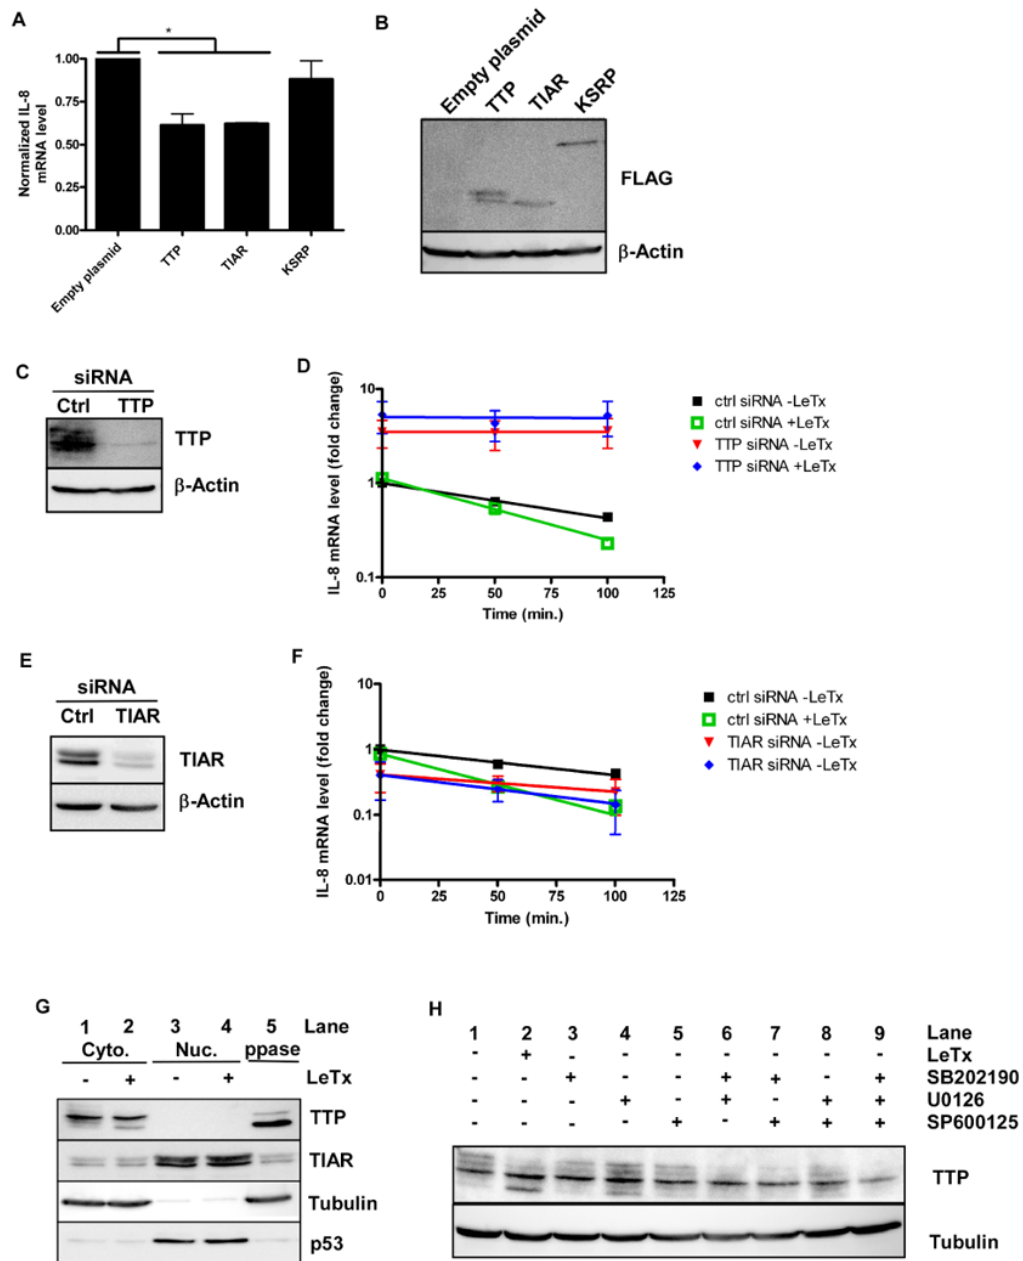 A
*
Normalized IL-8
mRNA level
1.00
0.75
0.50
0.25
0.00
Empty plasmid
TTP
TIAR
KSRP
B
Empty plasmid
TTP
TIAR
KSRP
FLAG
β-Actin
C
siRNA
Ctrl TTP
TTP
β-Actin
D
IL-8 mRNA level (fold change)
10
1
0.1
0 25 50 75 100 125
Time (min.)
ctrl siRNA -LeTx
ctrl siRNA +LeTx
TTP siRNA -LeTx
TTP siRNA +LeTx
E
siRNA
Ctrl TIAR
TIAR
β-Actin
F
IL-8 mRNA level (fold change)
10
1
0.1
0.01
0 25 50 75 100 125
Time (min.)
ctrl siRNA -LeTx
ctrl siRNA +LeTx
TIAR siRNA -LeTx
TIAR siRNA -LeTx
G
1 2 3 4 5 Lane
Cyto. Nuc. ppase
- + - + LeTx
TTP
TIAR
Tubulin
p53
H
1 2 3 4 5 6 7 8 9 Lane
- + - - - - - - - LeTx
- - + - - + + - + SB202190
- - - + - + - + + U0126
- - - - + - + + + SP600125
TTP
Tubulin